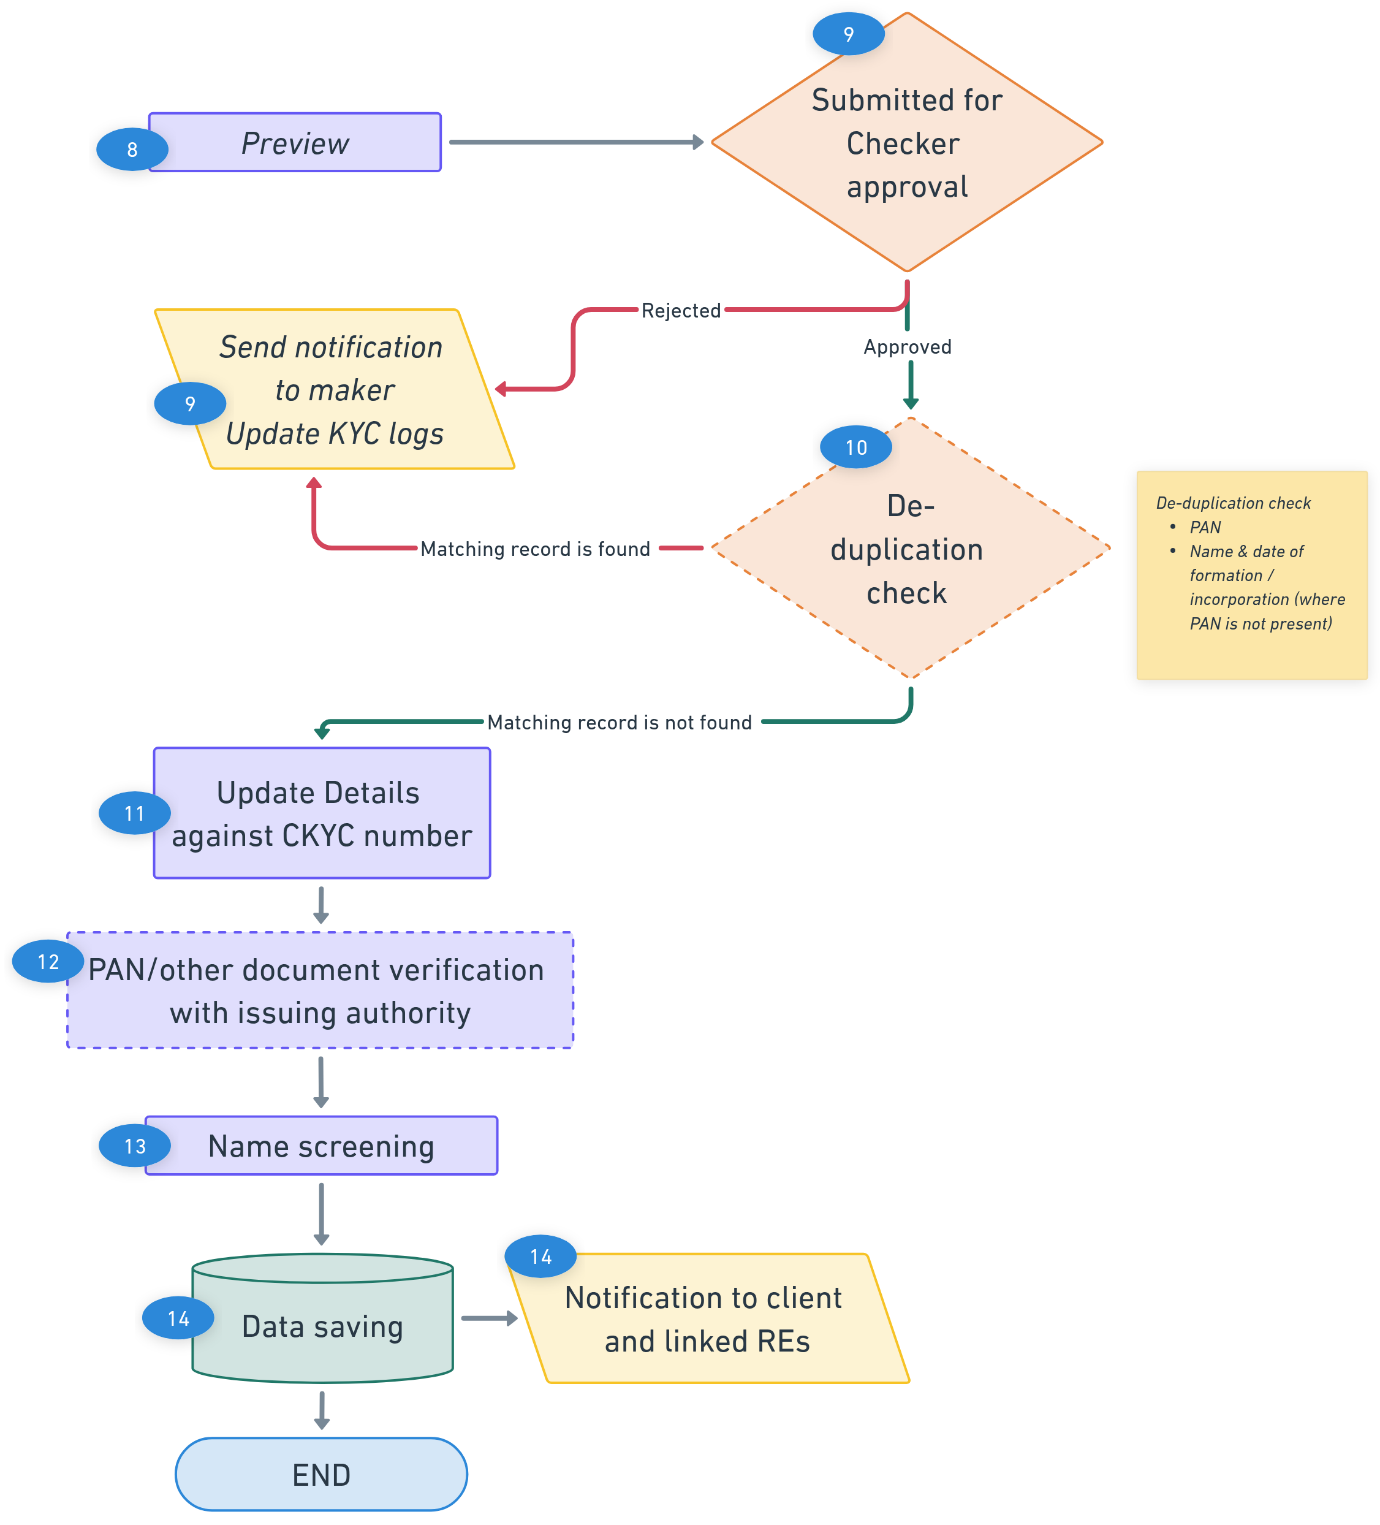 9
Submitted for
Checker
approval
8
Preview
Rejected
Approved
Send notification
to maker
Update KYC logs
9
10
De-
duplication
check
De-duplication check
• PAN
• Name & date of
formation /
incorporation (where
PAN is not present)
Matching record is found
Matching record is not found
11
Update Details
against CKYC number
12
PAN/other document verification
with issuing authority
13
Name screening
14
Data saving
14
Notification to client
and linked REs
END